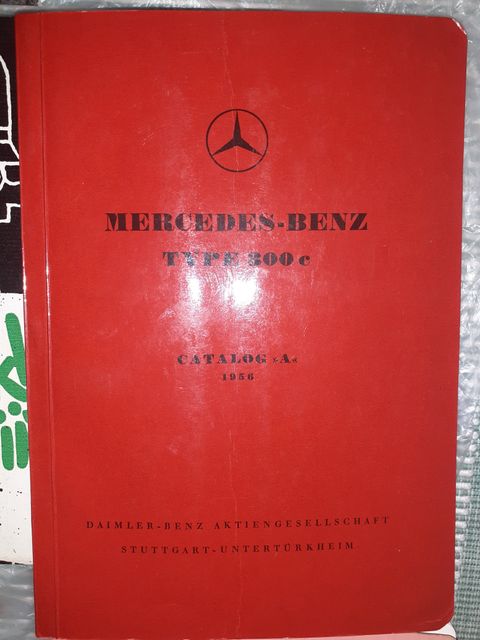 MERCEDES-BENZ
TYPE 300 c
CATALOG »A«
1956
DAIMLER-BENZ AKTIENGESELLSCHAFT
STUTTGART-UNTERTÜRKHEIM